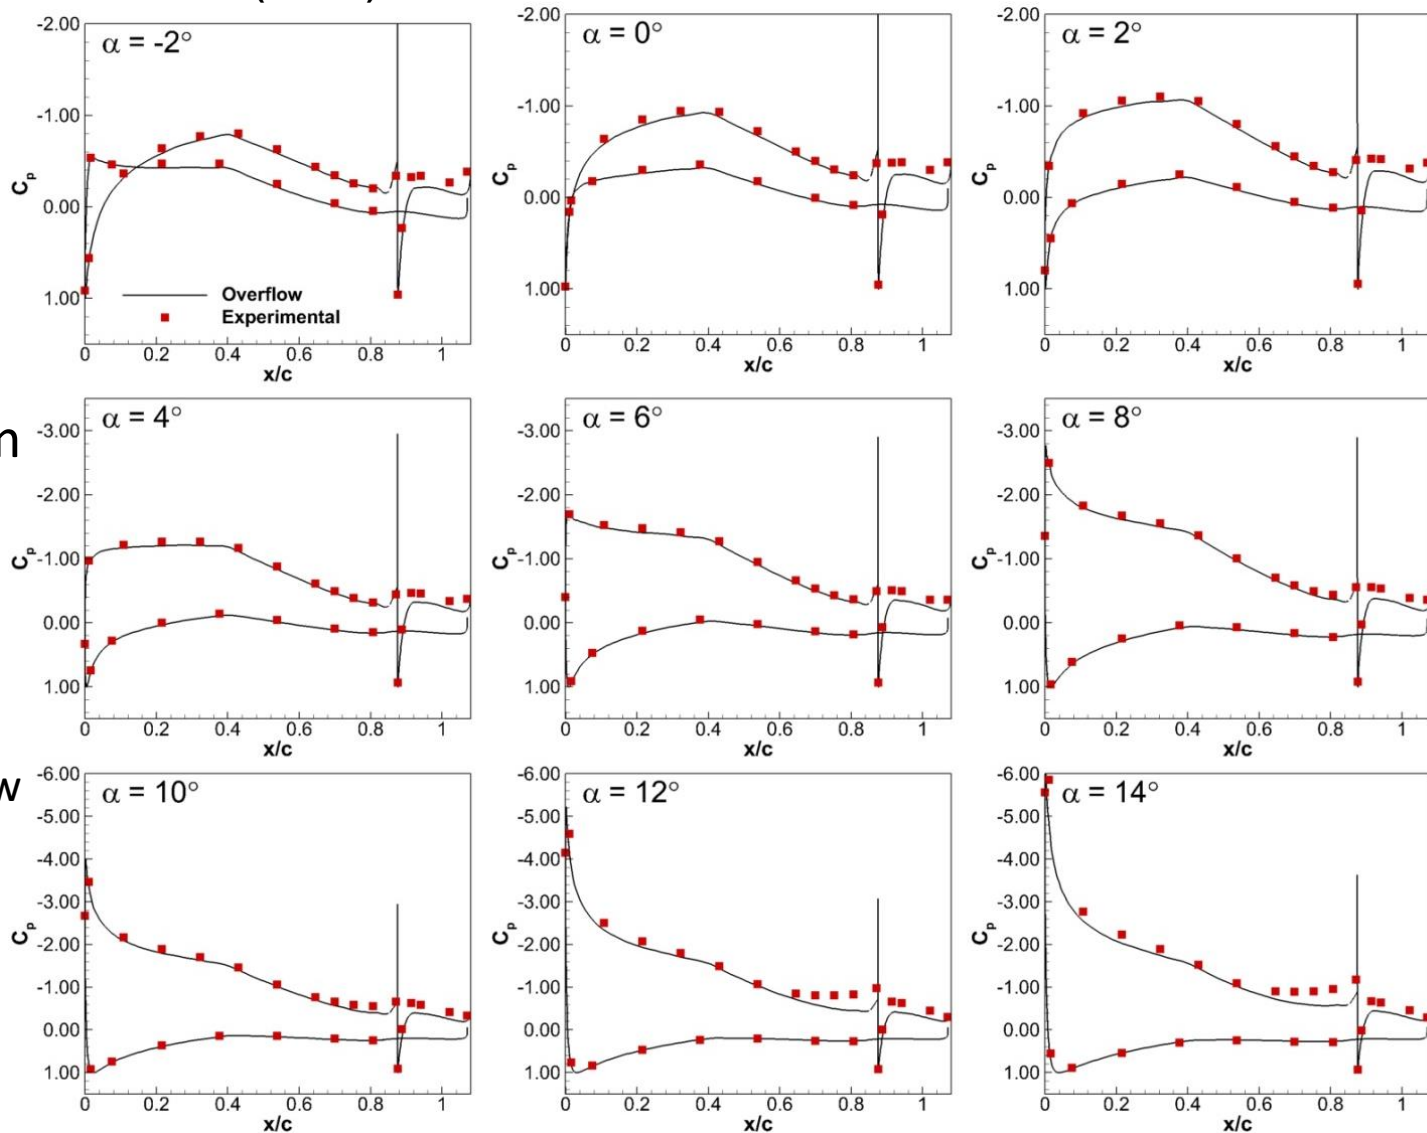 α = -2°
-2.00
-1.00
0.00
1.00
Cp
Overflow
Experimental
0 0.2 0.4 0.6 0.8 1
x/c
α = 0°
-2.00
-1.00
0.00
1.00
Cp
0 0.2 0.4 0.6 0.8 1
x/c
α = 2°
-2.00
-1.00
0.00
1.00
Cp
0 0.2 0.4 0.6 0.8 1
x/c
α = 4°
-3.00
-2.00
-1.00
0.00
1.00
Cp
0 0.2 0.4 0.6 0.8 1
x/c
α = 6°
-3.00
-2.00
-1.00
0.00
1.00
Cp
0 0.2 0.4 0.6 0.8 1
x/c
α = 8°
-3.00
-2.00
-1.00
0.00
1.00
Cp
0 0.2 0.4 0.6 0.8 1
x/c
α = 10°
-6.00
-5.00
-4.00
-3.00
-2.00
-1.00
0.00
1.00
Cp
0 0.2 0.4 0.6 0.8 1
x/c
α = 12°
-6.00
-5.00
-4.00
-3.00
-2.00
-1.00
0.00
1.00
Cp
0 0.2 0.4 0.6 0.8 1
x/c
α = 14°
-6.00
-5.00
-4.00
-3.00
-2.00
-1.00
0.00
1.00
Cp
0 0.2 0.4 0.6 0.8 1
x/c